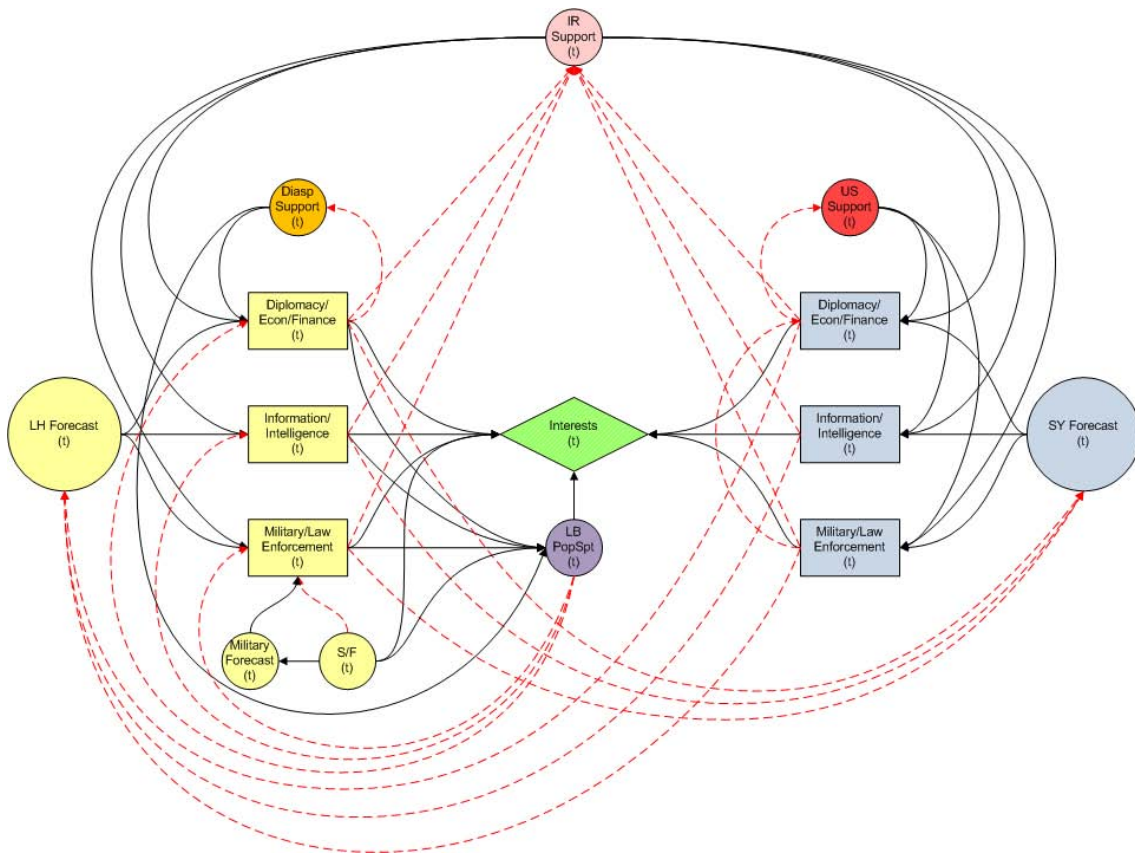 IR
Support
(t)
Diasp
Support
(t)
US
Support
(t)
Diplomacy/
Econ/Finance
(t)
Diplomacy/
Econ/Finance
(t)
LH Forecast
(t)
Information/
Intelligence
(t)
Interests
(t)
Information/
Intelligence
(t)
SY Forecast
(t)
Military/Law
Enforcement
(t)
LB
PopSpt
(t)
Military/Law
Enforcement
(t)
Military
Forecast
(t)
S/F
(t)